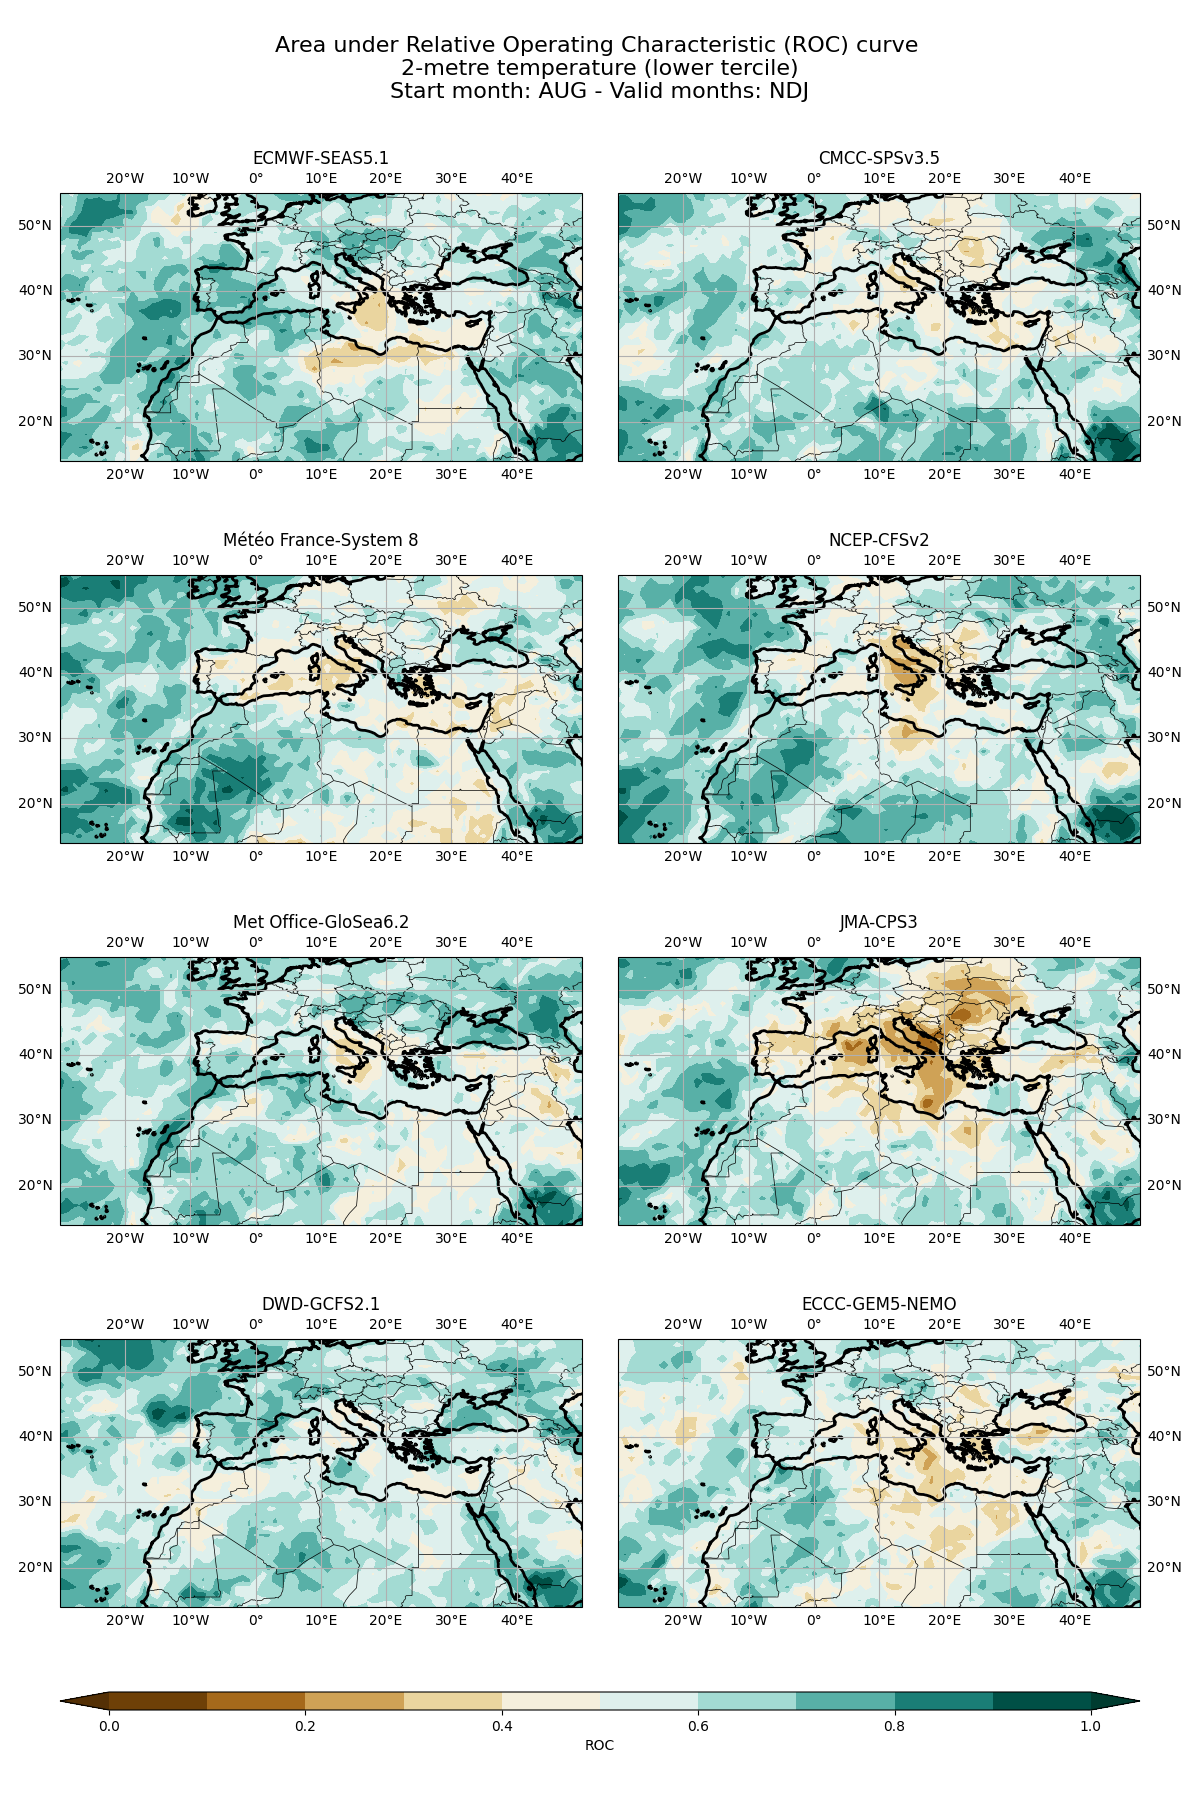 Area under Relative Operating Characteristic (ROC) curve
2-metre temperature (lower tercile)
Start month: AUG - Valid months: NDJ
ECMWF-SEAS5.1
20°W 10°W 0° 10°E 20°E 30°E 40°E
50°N
40°N
30°N
20°N
20°W 10°W 0° 10°E 20°E 30°E 40°E
CMCC-SPSv3.5
20°W 10°W 0° 10°E 20°E 30°E 40°E
50°N
40°N
30°N
20°N
20°W 10°W 0° 10°E 20°E 30°E 40°E
Météo France-System 8
20°W 10°W 0° 10°E 20°E 30°E 40°E
50°N
40°N
30°N
20°N
20°W 10°W 0° 10°E 20°E 30°E 40°E
NCEP-CFSv2
20°W 10°W 0° 10°E 20°E 30°E 40°E
50°N
40°N
30°N
20°N
20°W 10°W 0° 10°E 20°E 30°E 40°E
Met Office-GloSea6.2
20°W 10°W 0° 10°E 20°E 30°E 40°E
50°N
40°N
30°N
20°N
20°W 10°W 0° 10°E 20°E 30°E 40°E
JMA-CPS3
20°W 10°W 0° 10°E 20°E 30°E 40°E
50°N
40°N
30°N
20°N
20°W 10°W 0° 10°E 20°E 30°E 40°E
DWD-GCFS2.1
20°W 10°W 0° 10°E 20°E 30°E 40°E
50°N
40°N
30°N
20°N
20°W 10°W 0° 10°E 20°E 30°E 40°E
ECCC-GEM5-NEMO
20°W 10°W 0° 10°E 20°E 30°E 40°E
50°N
40°N
30°N
20°N
20°W 10°W 0° 10°E 20°E 30°E 40°E
0.0 0.2 0.4 0.6 0.8 1.0
ROC